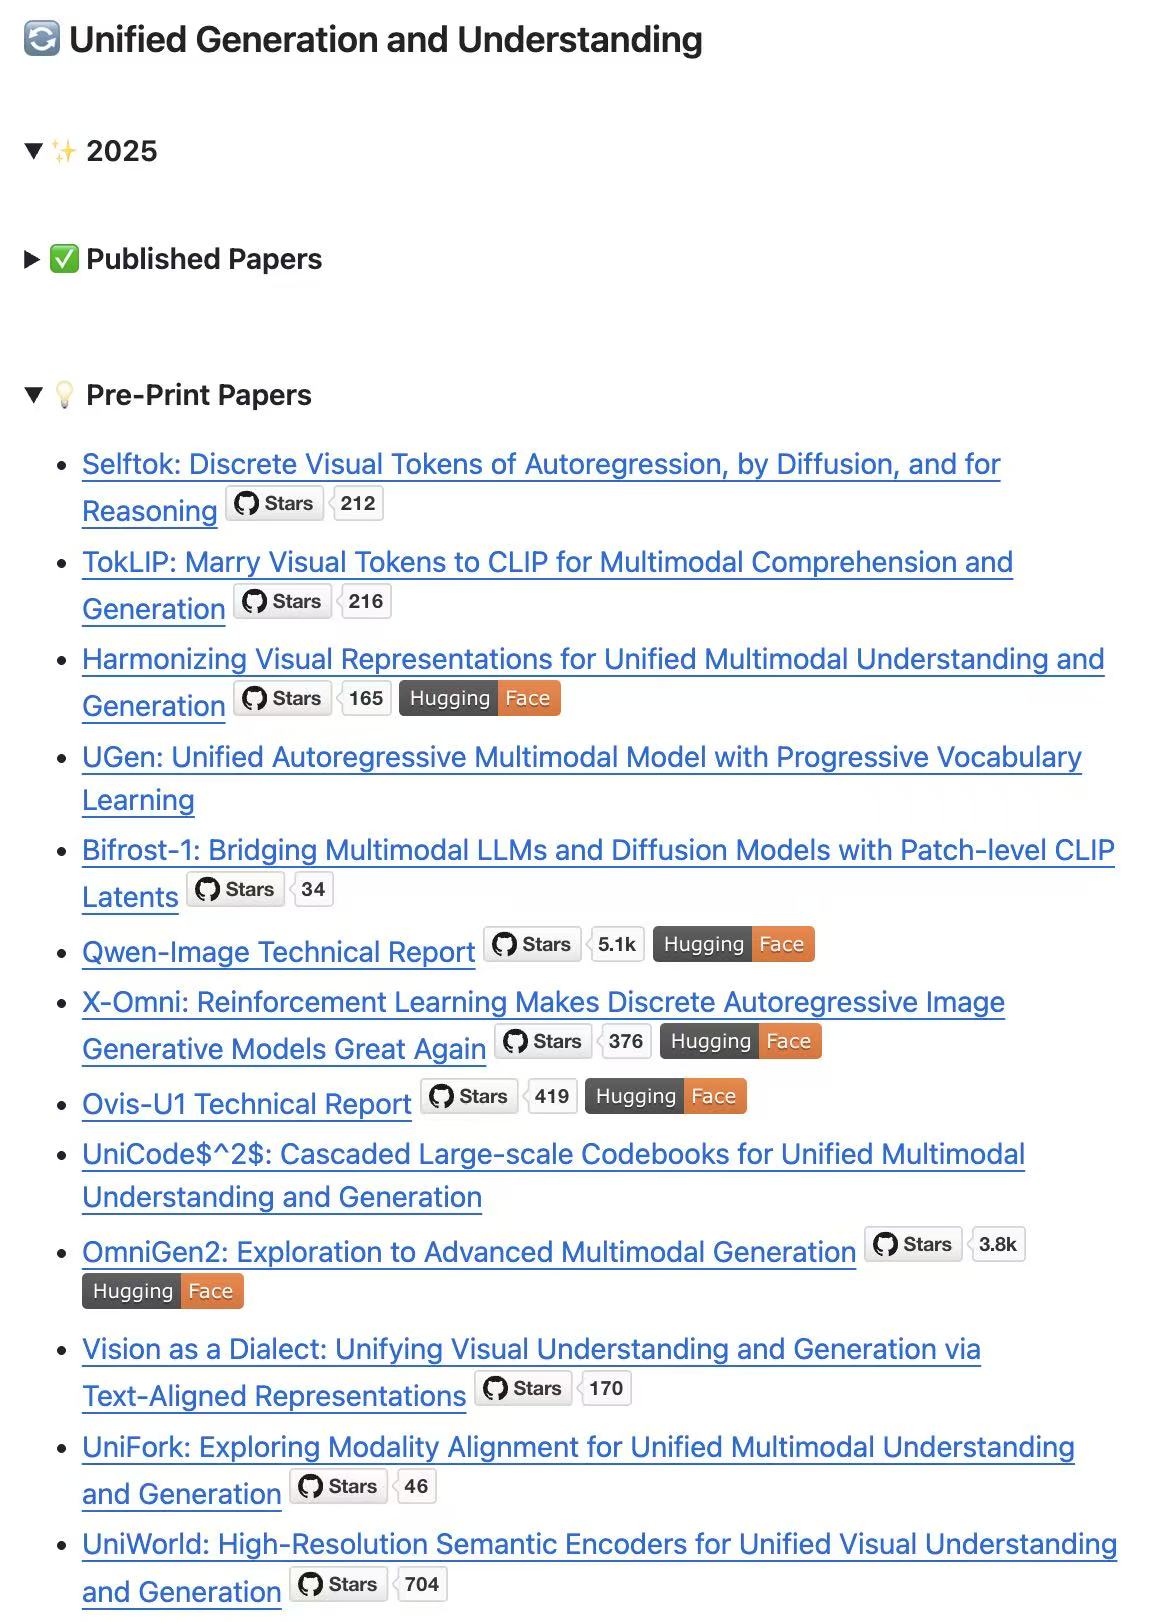 Unified Generation and Understanding
2025
Published Papers
Pre-Print Papers
Selftok: Discrete Visual Tokens of Autoregression, by Diffusion, and for
Reasoning Stars 212
TokLIP: Marry Visual Tokens to CLIP for Multimodal Comprehension and
Generation Stars 216
Harmonizing Visual Representations for Unified Multimodal Understanding and
Generation Stars 165 Hugging Face
UGen: Unified Autoregressive Multimodal Model with Progressive Vocabulary
Learning
Bifrost-1: Bridging Multimodal LLMs and Diffusion Models with Patch-level CLIP
Latents Stars 34
Qwen-Image Technical Report Stars 5.1k Hugging Face
X-Omni: Reinforcement Learning Makes Discrete Autoregressive Image
Generative Models Great Again Stars 376 Hugging Face
Ovis-U1 Technical Report Stars 419 Hugging Face
UniCode$^2$: Cascaded Large-scale Codebooks for Unified Multimodal
Understanding and Generation
OmniGen2: Exploration to Advanced Multimodal Generation Stars 3.8k
Hugging Face
Vision as a Dialect: Unifying Visual Understanding and Generation via
Text-Aligned Representations Stars 170
UniFork: Exploring Modality Alignment for Unified Multimodal Understanding
and Generation Stars 46
UniWorld: High-Resolution Semantic Encoders for Unified Visual Understanding
and Generation Stars 704